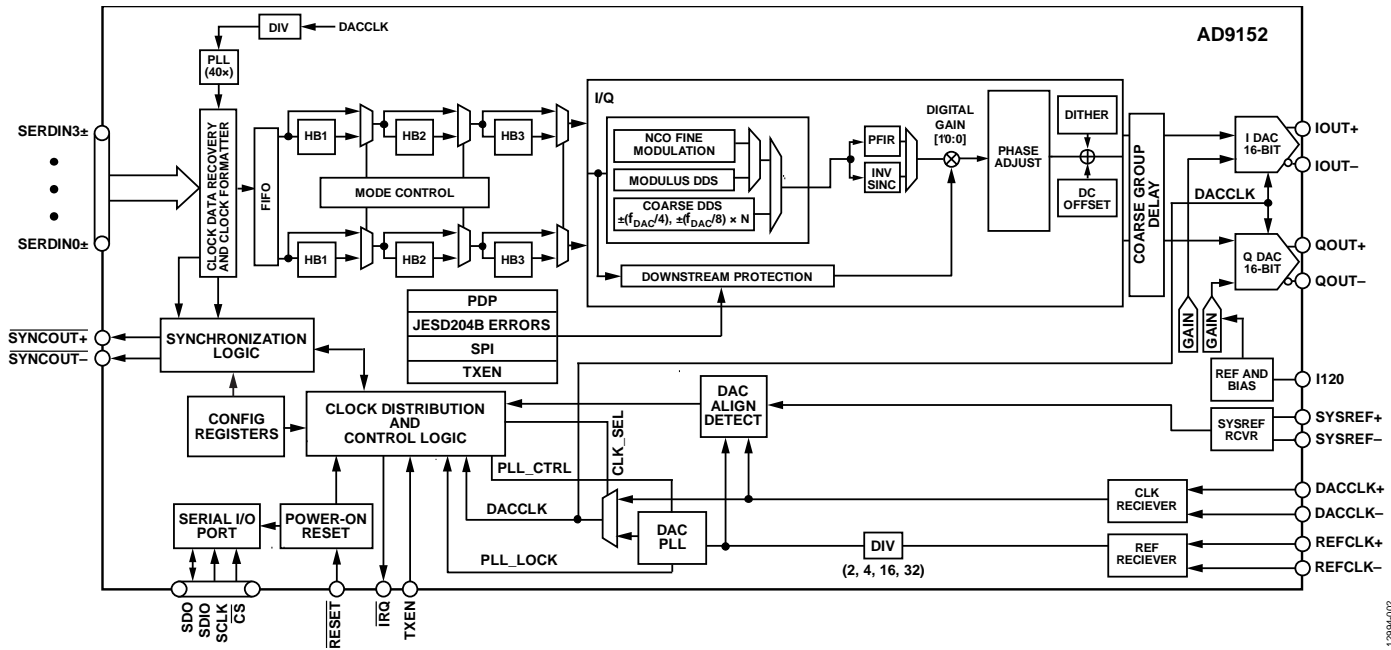 DIV
DACCLK
AD9152
PLL
(40×)
SERDIN3±
SERDIN0±
CLOCK DATA RECOVERY
AND CLOCK FORMATTER
FIFO
HB1
HB2
HB3
MODE CONTROL
HB1
HB2
HB3
I/Q
NCO FINE
MODULATION
MODULUS DDS
COARSE DDS
±(fDAC/4), ±(fDAC/8) × N
PFIR
INV
SINC
DIGITAL
GAIN
[10:0]
PHASE
ADJUST
DITHER
DC
OFFSET
COARSE GROUP
DELAY
I DAC
16-BIT
IOUT+
IOUT–
DACCLK
Q DAC
16-BIT
QOUT+
QOUT–
DOWNSTREAM PROTECTION
PDP
JESD204B ERRORS
SPI
TXEN
GAIN
GAIN
SYNCOUT+
SYNCOUT–
SYNCHRONIZATION
LOGIC
REF AND
BIAS
I120
CONFIG
REGISTERS
CLOCK DISTRIBUTION
AND
CONTROL LOGIC
CLK_SEL
DAC
ALIGN
DETECT
SYSREF
RCVR
SYSREF+
SYSREF–
PLL_CTRL
DACCLK
PLL_LOCK
DAC
PLL
CLK
RECIEVER
DACCLK+
DACCLK–
DIV
(2, 4, 16, 32)
REF
RECIEVER
REFCLK+
REFCLK–
SERIAL I/O
PORT
POWER-ON
RESET
SDO
SDIO
SCLK
CS
RESET
IRQ
TXEN
12994-002